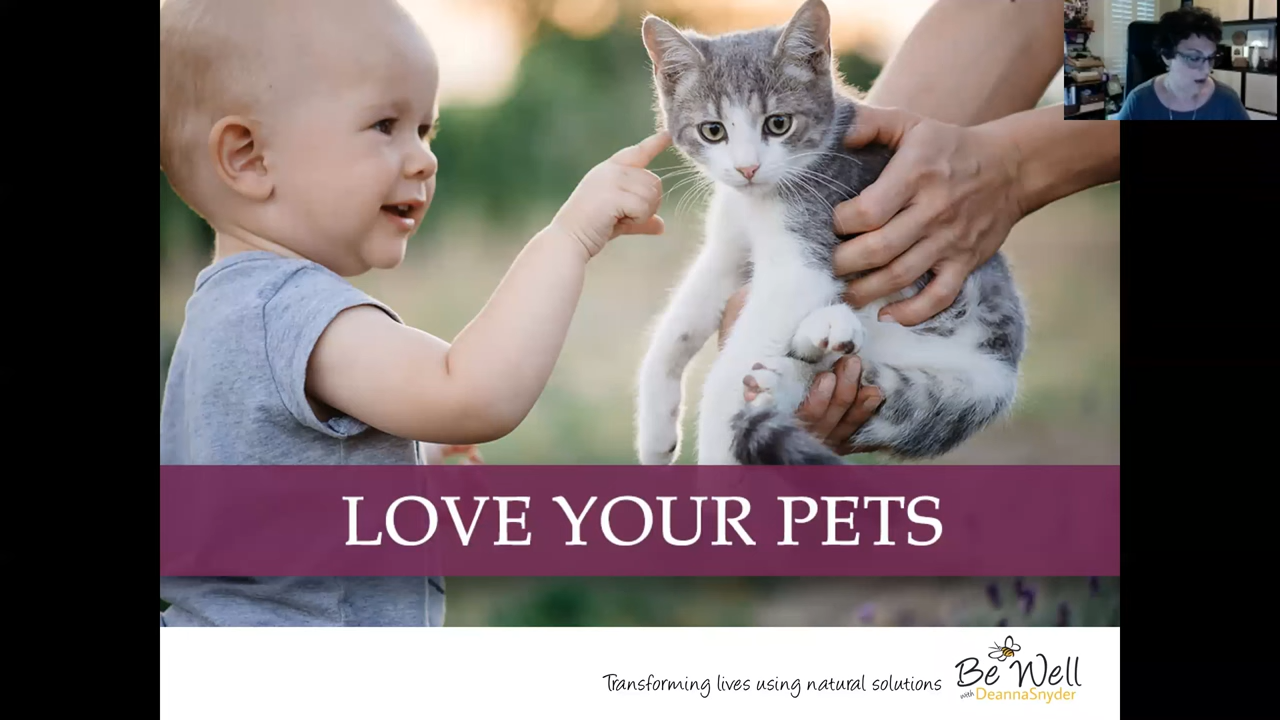 LOVE YOUR PETS
Transforming lives using natural solutions
Be Well
with DeannaSnyder